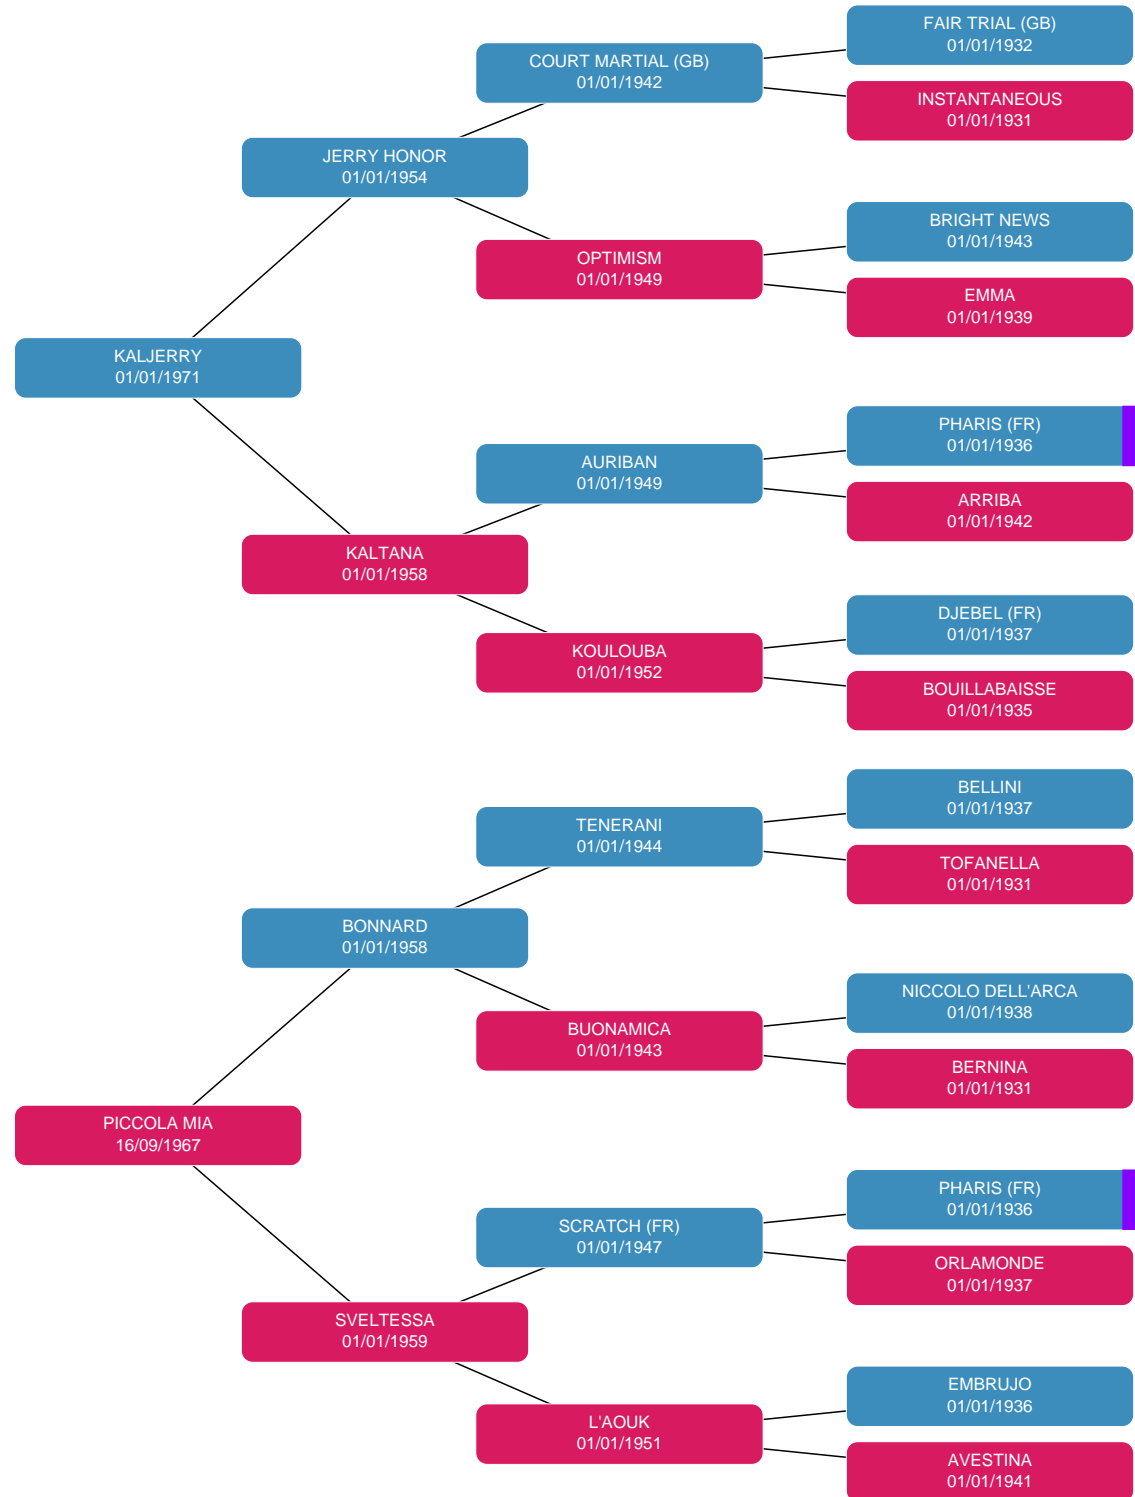 FAIR TRIAL (GB)
01/01/1932
COURT MARTIAL (GB)
01/01/1942
INSTANTANEOUS
01/01/1931
JERRY HONOR
01/01/1954
BRIGHT NEWS
01/01/1943
OPTIMISM
01/01/1949
EMMA
01/01/1939
KALJERRY
01/01/1971
PHARIS (FR)
01/01/1936
AURIBAN
01/01/1949
ARRIBA
01/01/1942
KALTANA
01/01/1958
DJEBEL (FR)
01/01/1937
KOULOUBA
01/01/1952
BOUILLABAISSE
01/01/1935
BELLINI
01/01/1937
TENERANI
01/01/1944
TOFANELLA
01/01/1931
BONNARD
01/01/1958
NICCOLO DELL'ARCA
01/01/1938
BUONAMICA
01/01/1943
BERNINA
01/01/1931
PICCOLA MIA
16/09/1967
PHARIS (FR)
01/01/1936
SCRATCH (FR)
01/01/1947
ORLAMONDE
01/01/1937
SVELTESSA
01/01/1959
EMBRUJO
01/01/1936
L'AOUK
01/01/1951
AVESTINA
01/01/1941